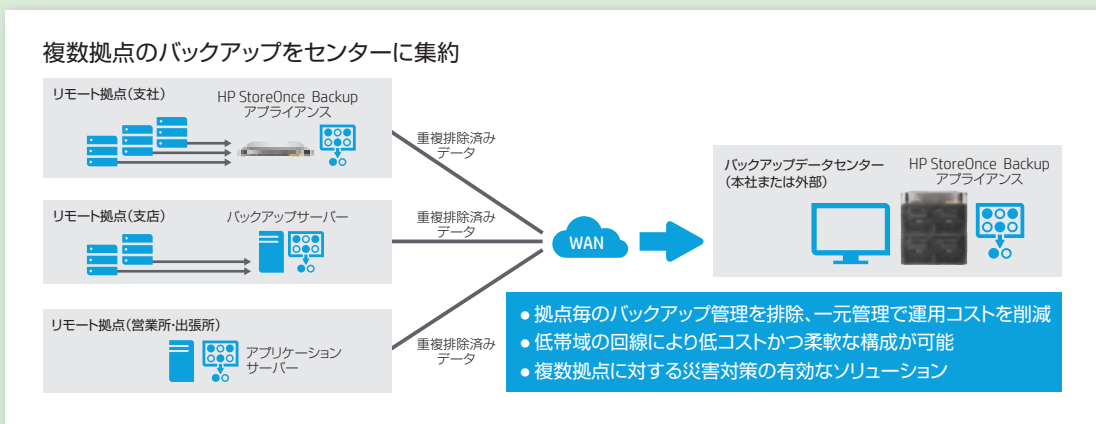 複数拠点のバックアップをセンターに集約
リモート拠点(支社)
HP StoreOnce Backup
アプライアンス
重複排除済み
データ
リモート拠点(支店)
バックアップサーバー
重複排除済み
データ
リモート拠点(営業所・出張所)
アプリケーション
サーバー
重複排除済み
データ
WAN
バックアップデータセンター
(本社または外部)
HP StoreOnce Backup
アプライアンス
●拠点毎のバックアップ管理を排除、一元管理で運用コストを削減
●低帯域の回線により低コストかつ柔軟な構成が可能
●複数拠点に対する災害対策の有効なソリューション